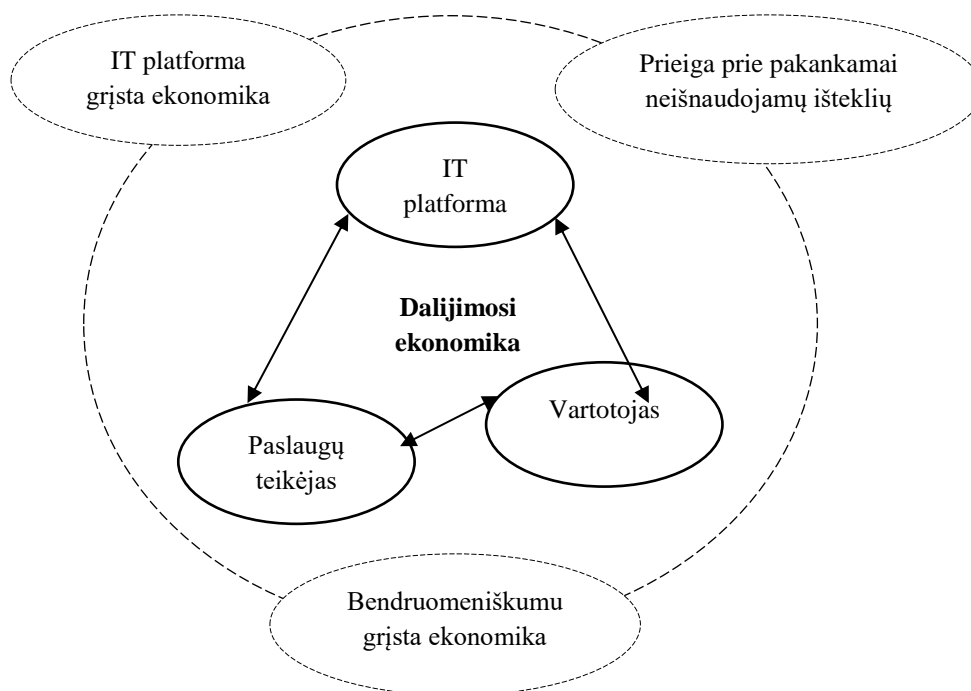 IT platforma
grįsta ekonomika
Prieiga prie pakankamai
neišnaudojamų išteklių
IT
platforma
Dalijimosi
ekonomika
Vartotojas
Paslaugų
teikėjas
Bendruomeniškumu
grįsta ekonomika